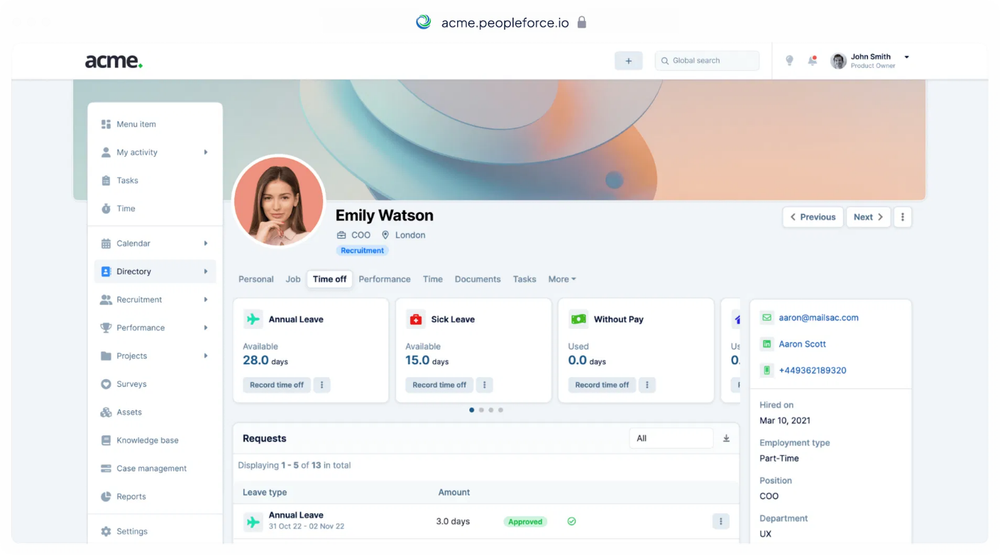 acme.peopleforce.io
acme.
+
Global search
John Smith
Product Owner
Menu item
My activity
Tasks
Time
Calendar
Directory
Recruitment
Performance
Projects
Surveys
Assets
Knowledge base
Case management
Reports
Settings
Emily Watson
COO London
Recruitment
Previous Next
Personal Job Time off Performance Time Documents Tasks More
Annual Leave
Available
28.0 days
Record time off
Sick Leave
Available
15.0 days
Record time off
Without Pay
Used
0.0 days
Record time off
Requests
All
Displaying 1 - 5 of 13 in total
Leave type Amount
Annual Leave
31 Oct 22 - 02 Nov 22
3.0 days Approved
aaron@mailsac.com
in Aaron Scott
+449362189320
Hired on
Mar 10, 2021
Employment type
Part-Time
Position
COO
Department
UX